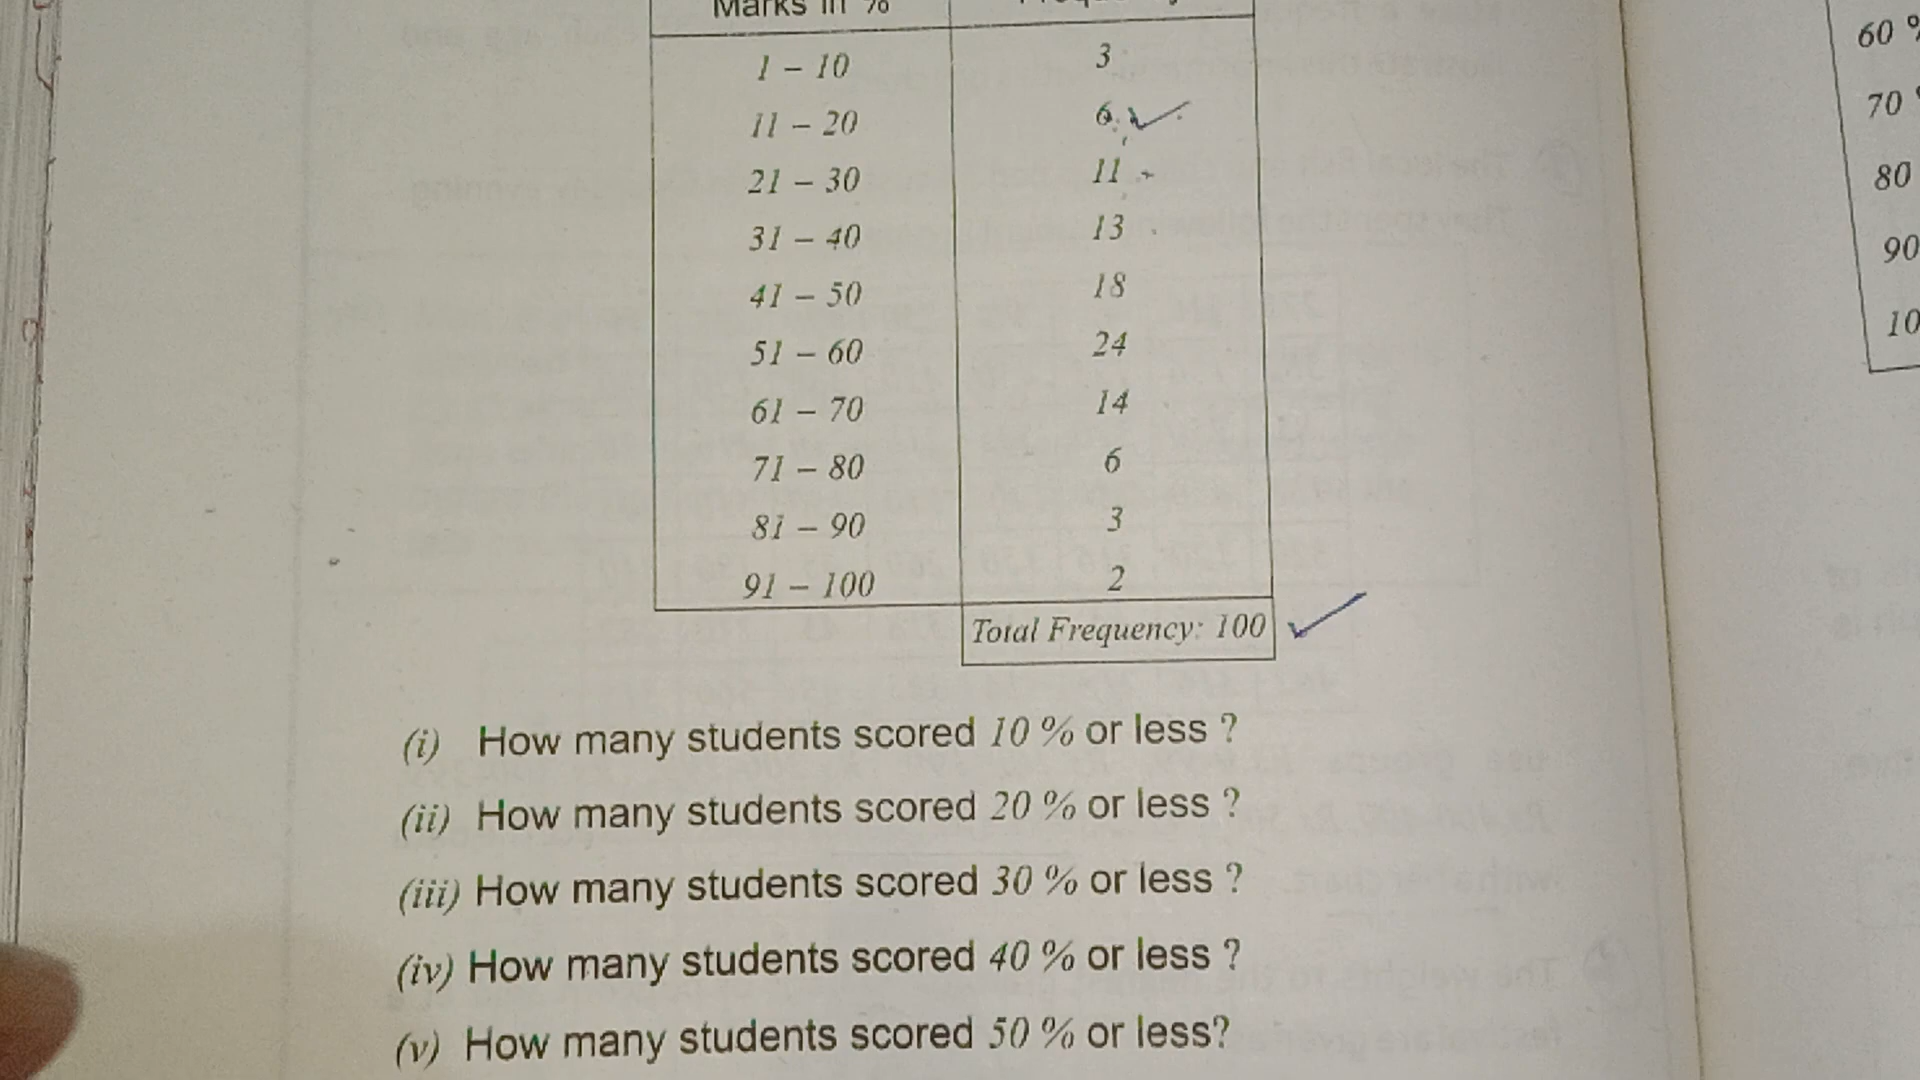 Marks in %
1 – 10 3
11 – 20 6
21 – 30 11
31 – 40 13
41 – 50 18
51 – 60 24
61 – 70 14
71 – 80 6
81 – 90 3
91 – 100 2
Total Frequency: 100
(i) How many students scored 10 % or less ?
(ii) How many students scored 20 % or less ?
(iii) How many students scored 30 % or less ?
(iv) How many students scored 40 % or less ?
(v) How many students scored 50 % or less?
60 %
70
80
90
10